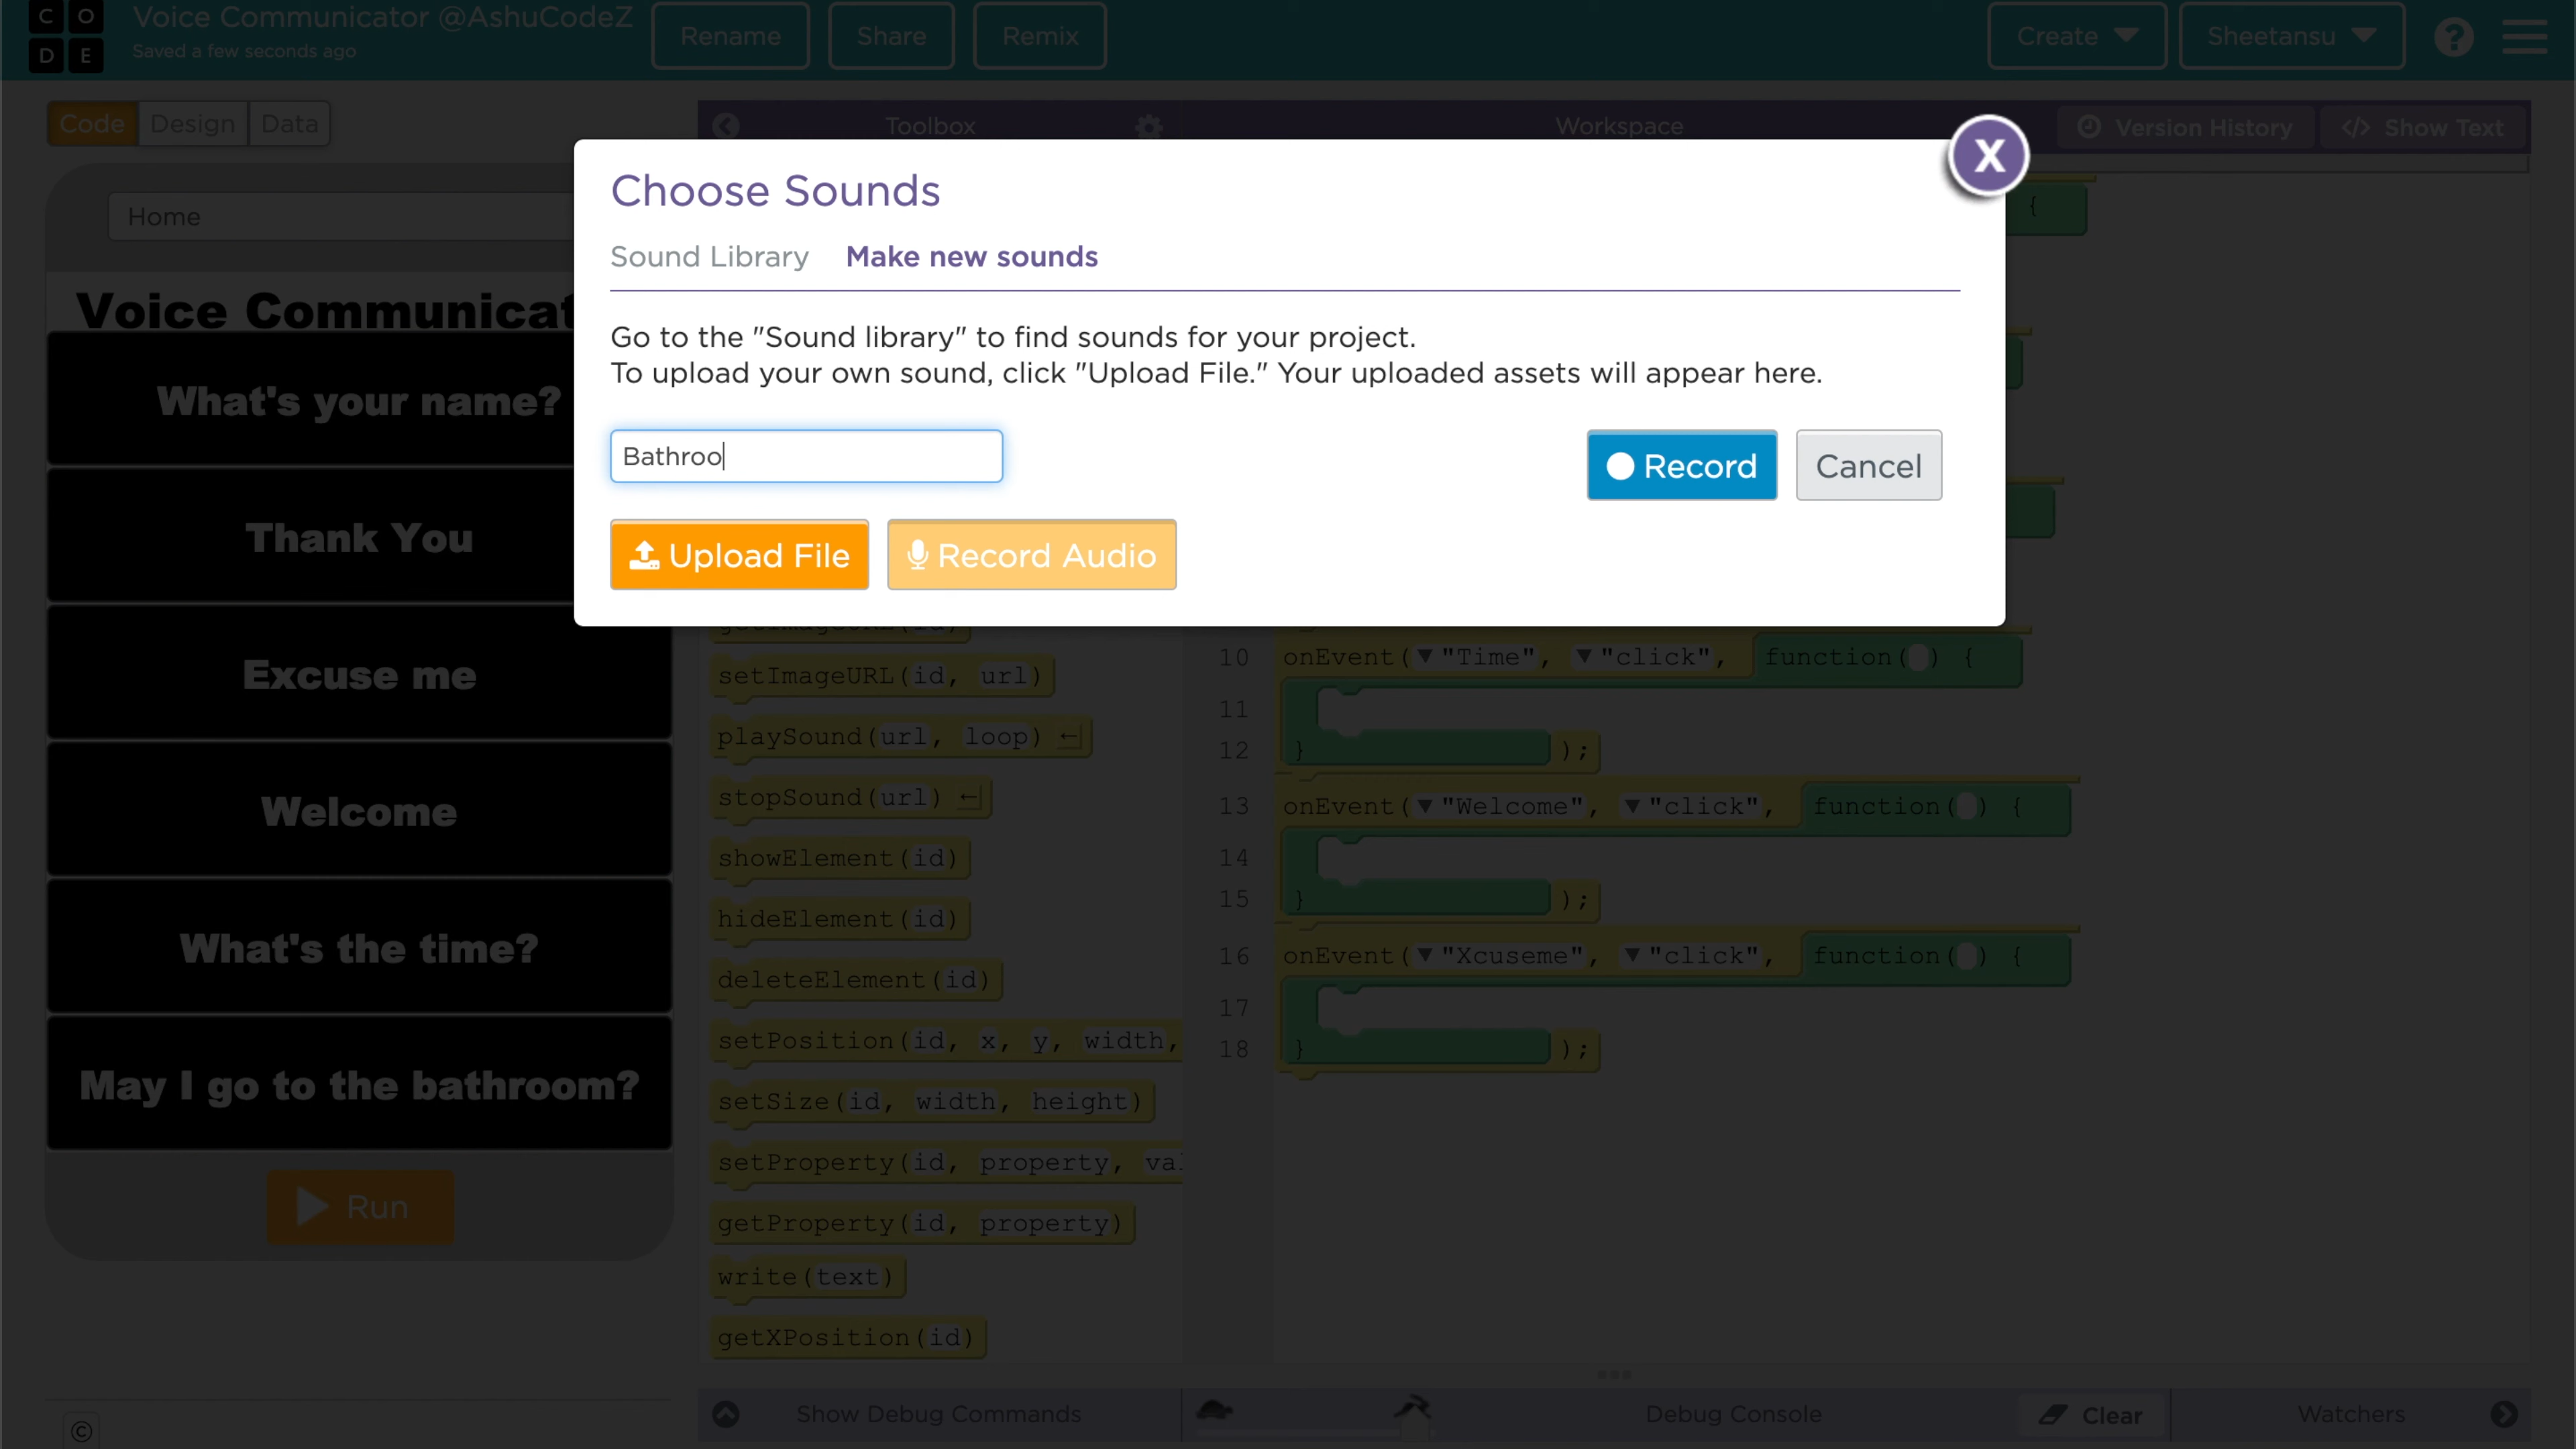 CODE
Voice Communicator @AshuCodeZ
Saved a few seconds ago
Rename
Share
Remix
Create
Sheetansu
?
Code
Design
Data
Toolbox
Workspace
Version History
</> Show Text
X
Choose Sounds
Sound Library
Make new sounds
Go to the "Sound library" to find sounds for your project.
To upload your own sound, click "Upload File." Your uploaded assets will appear here.
Bathroo
Record
Cancel
Upload File
Record Audio
Home
Voice Communicat
What's your name?
Thank You
Excuse me
Welcome
What's the time?
May I go to the bathroom?
Run
©
setImageURL(id, url)
playSound(url, loop) ←
stopSound(url) ←
showElement(id)
hideElement(id)
deleteElement(id)
setPosition(id, x, y, width,
setSize(id, width, height)
setProperty(id, property, val
getProperty(id, property)
write(text)
getXPosition(id)
{
10 onEvent(▼"Time", ▼"click", function() {
11
12 } );
13 onEvent(▼"Welcome", ▼"click", function() {
14
15 } );
16 onEvent(▼"Xcuseme", ▼"click", function() {
17
18 } );
Show Debug Commands
Debug Console
Clear
Watchers